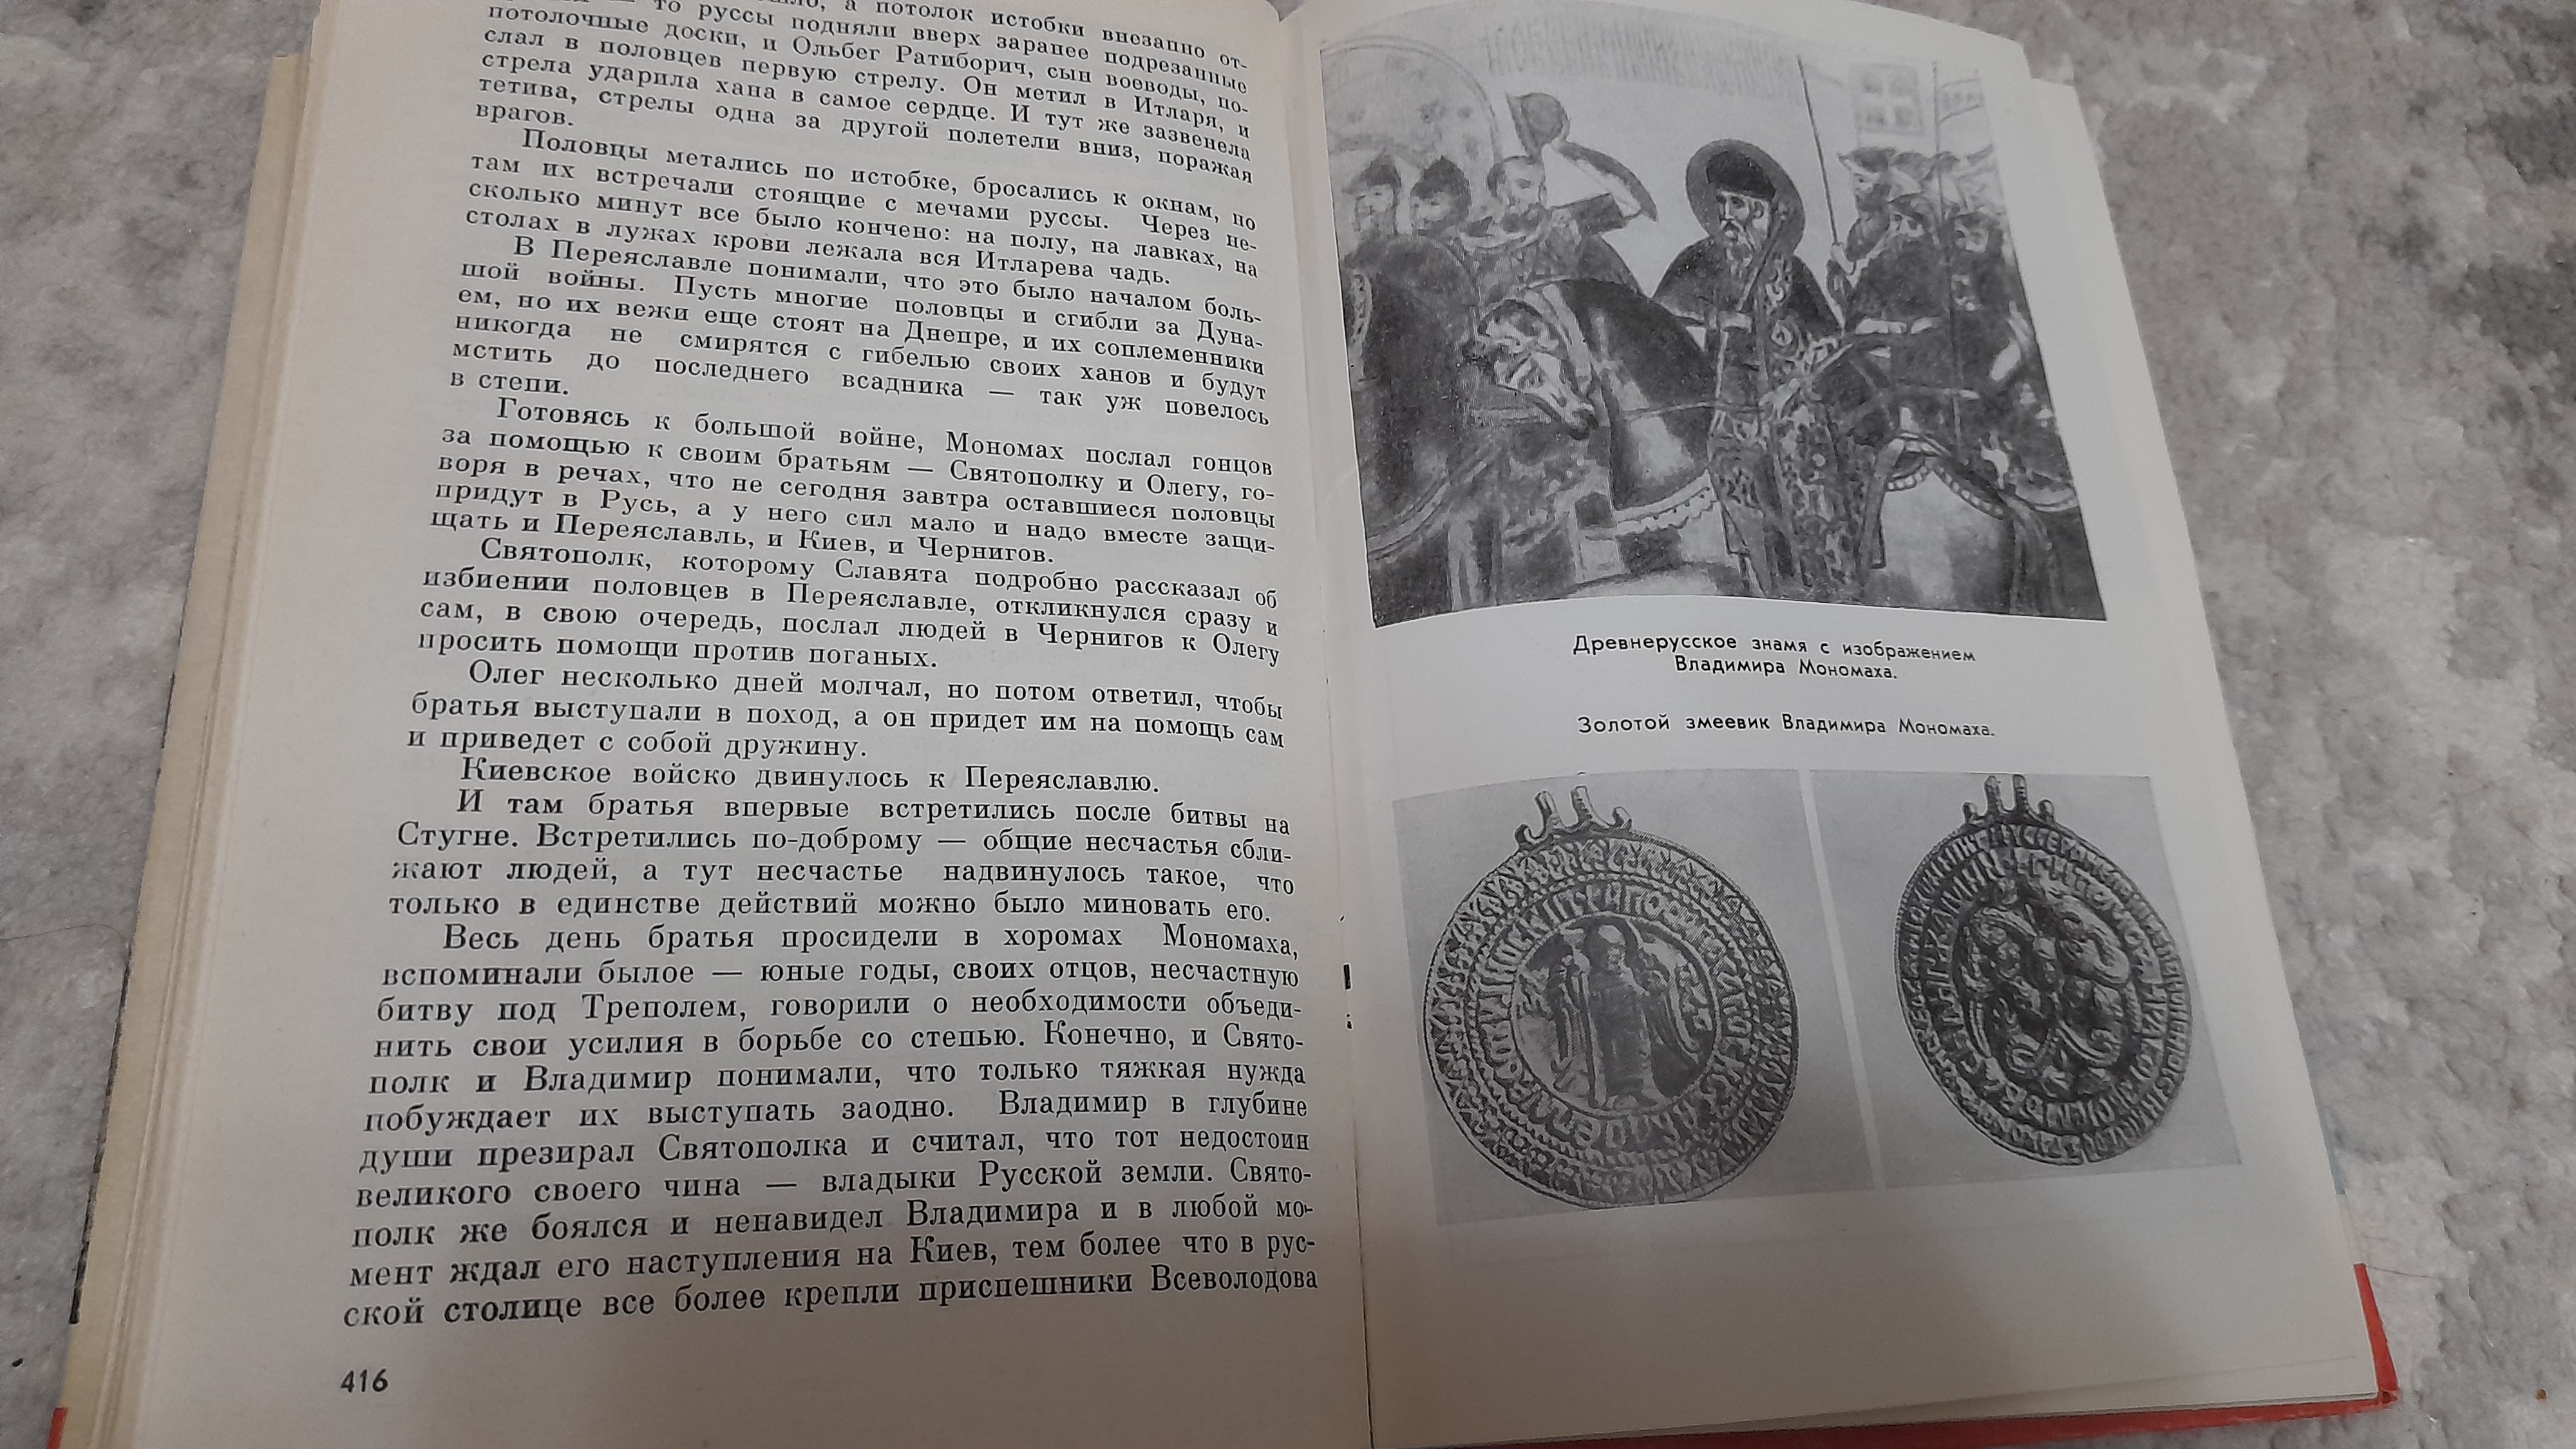 а потолок истобки внезапно от-
то руссы подняли вверх заранее подрезанные
потолочные доски, и Ольбег Ратиборич, сын воеводы, по-
слал в половцев первую стрелу. Он метил в Итларя, и
стрела ударила хана в самое сердце. И тут же зазвенела
тетива, стрелы одна за другой полетели вниз, поражая
врагов.
Половцы метались по истобке, бросались к окнам, но
там их встречали стоящие с мечами руссы. Через не-
сколько минут все было кончено: на полу, на лавках, на
столах в лужах крови лежала вся Итларева чадь.
В Переяславле понимали, что это было началом боль-
шой войны. Пусть многие половцы и сгибли за Дуна-
ем, но их вежи еще стоят на Днепре, и их соплеменники
никогда не смирятся с гибелью своих ханов и будут
мстить до последнего всадника — так уж повелось
в степи.
Готовясь к большой войне, Мономах послал гонцов
за помощью к своим братьям — Святополку и Олегу, го-
воря в речах, что не сегодня завтра оставшиеся половцы
придут в Русь, а у него сил мало и надо вместе защи-
щать и Переяславль, и Киев, и Чернигов.
Святополк, которому Славята подробно рассказал об
избиении половцев в Переяславле, откликнулся сразу и
сам, в свою очередь, послал людей в Чернигов к Олегу
просить помощи против поганых.
Олег несколько дней молчал, но потом ответил, чтобы
братья выступали в поход, а он придет им на помощь сам
и приведет с собой дружину.
Киевское войско двинулось к Переяславлю.
И там братья впервые встретились после битвы на
Стугне. Встретились по-доброму — общие несчастья сбли-
жают людей, а тут несчастье надвинулось такое, что
только в единстве действий можно было миновать его.
Весь день братья просидели в хоромах Мономаха,
вспоминали былое — юные годы, своих отцов, несчастную
битву под Треполем, говорили о необходимости объеди-
нить свои усилия в борьбе со степью. Конечно, и Свято-
полк и Владимир понимали, что только тяжкая нужда
побуждает их выступать заодно. Владимир в глубине
души презирал Святополка и считал, что тот недостоин
великого своего чина — владыки Русской земли. Свято-
полк же боялся и ненавидел Владимира и в любой мо-
мент ждал его наступления на Киев, тем более что в рус-
ской столице все более крепли приспешники Всеволодова
416
Древнерусское знамя с изображением
Владимира Мономаха.
Золотой змеевик Владимира Мономаха.